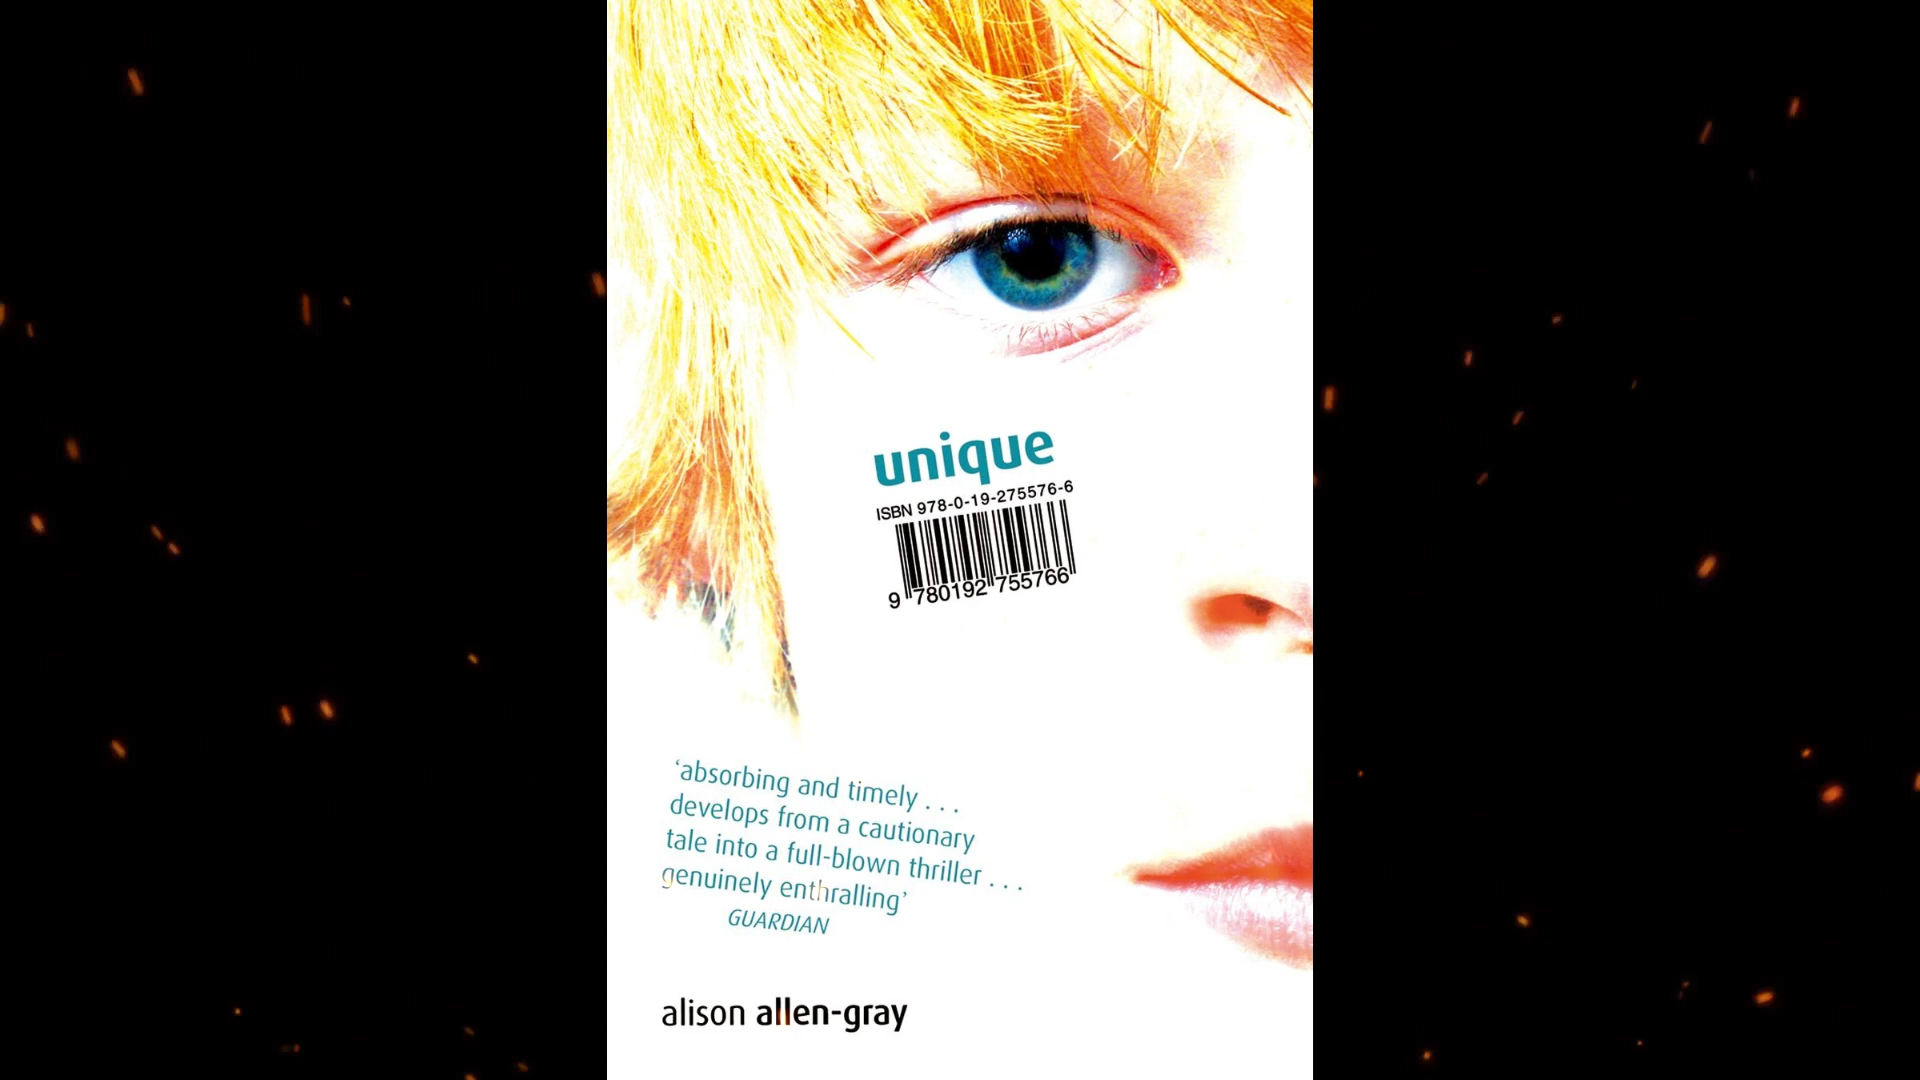 unique
ISBN 978-0-19-275576-6
9 780192 755766
‘absorbing and timely . . .
develops from a cautionary
tale into a full-blown thriller . . .
genuinely enthralling’
GUARDIAN
alison allen-gray